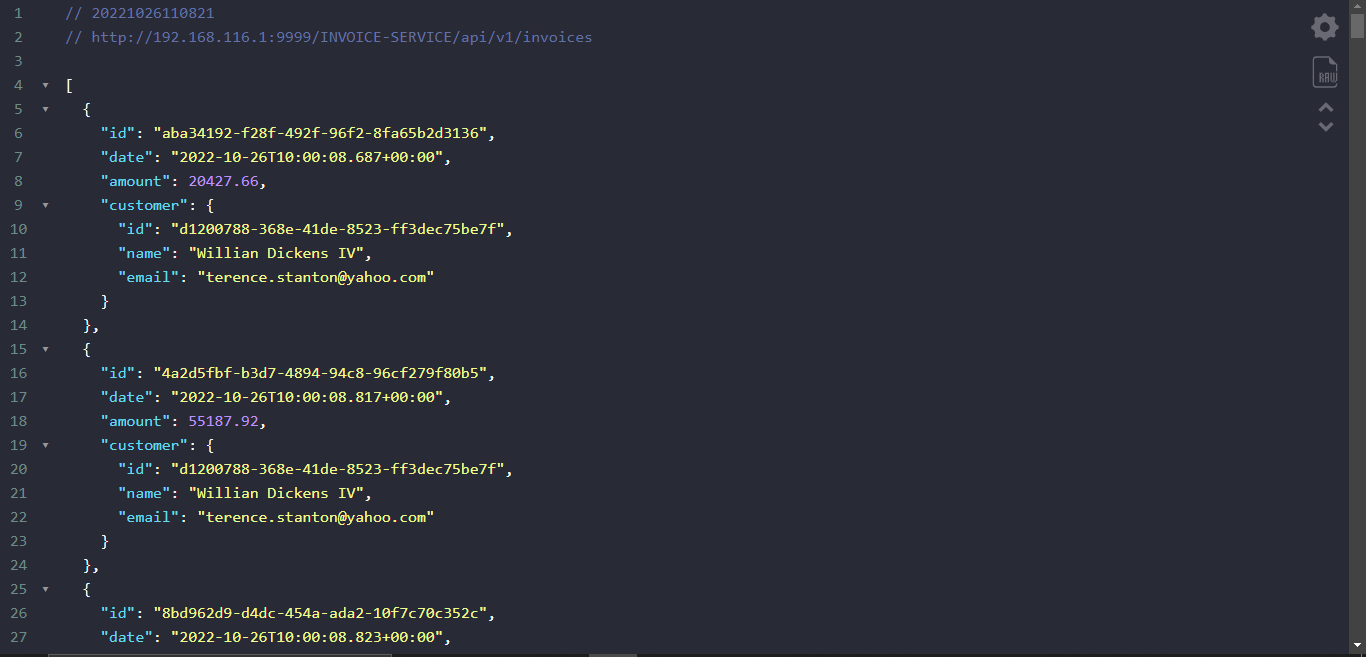 1 // 20221026110821
2 // http://192.168.116.1:9999/INVOICE-SERVICE/api/v1/invoices
3
4 [
5 {
6 "id": "aba34192-f28f-492f-96f2-8fa65b2d3136",
7 "date": "2022-10-26T10:00:08.687+00:00",
8 "amount": 20427.66,
9 "customer": {
10 "id": "d1200788-368e-41de-8523-ff3dec75be7f",
11 "name": "Willian Dickens IV",
12 "email": "terence.stanton@yahoo.com"
13 }
14 },
15 {
16 "id": "4a2d5fbf-b3d7-4894-94c8-96cf279f80b5",
17 "date": "2022-10-26T10:00:08.817+00:00",
18 "amount": 55187.92,
19 "customer": {
20 "id": "d1200788-368e-41de-8523-ff3dec75be7f",
21 "name": "Willian Dickens IV",
22 "email": "terence.stanton@yahoo.com"
23 }
24 },
25 {
26 "id": "8bd962d9-d4dc-454a-ada2-10f7c70c352c",
27 "date": "2022-10-26T10:00:08.823+00:00",
RAW